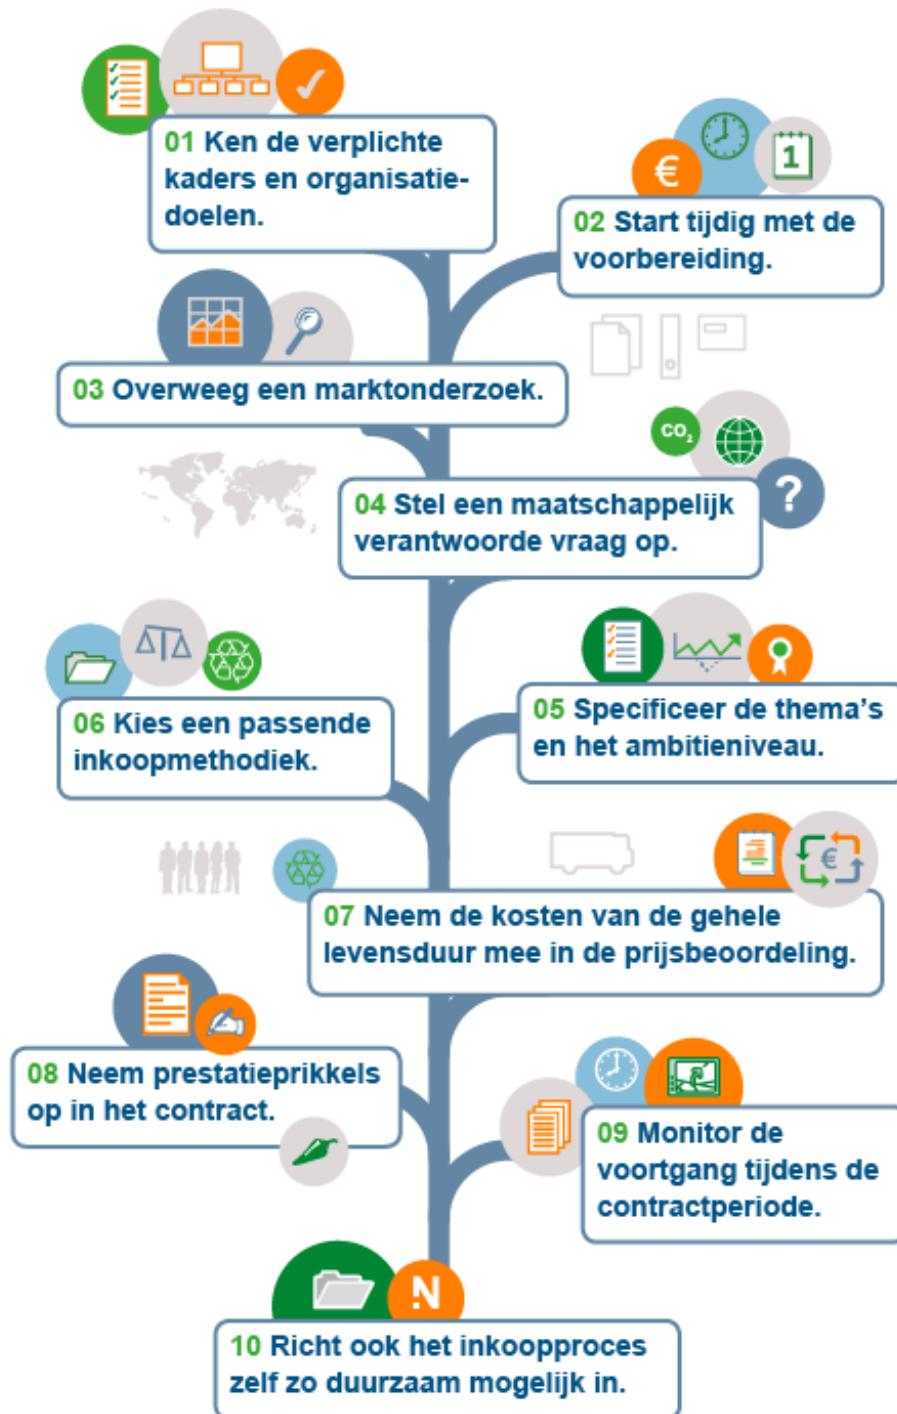 01 Ken de verplichte
kaders en organisatie-
doelen.
€
1
02 Start tijdig met de
voorbereiding.
03 Overweeg een marktonderzoek.
CO₂
?
04 Stel een maatschappelijk
verantwoorde vraag op.
05 Specificeer de thema's
en het ambitieniveau.
06 Kies een passende
inkoopmethodiek.
€
07 Neem de kosten van de gehele
levensduur mee in de prijsbeoordeling.
08 Neem prestatieprikkels
op in het contract.
09 Monitor de
voortgang tijdens de
contractperiode.
N
10 Richt ook het inkoopproces
zelf zo duurzaam mogelijk in.